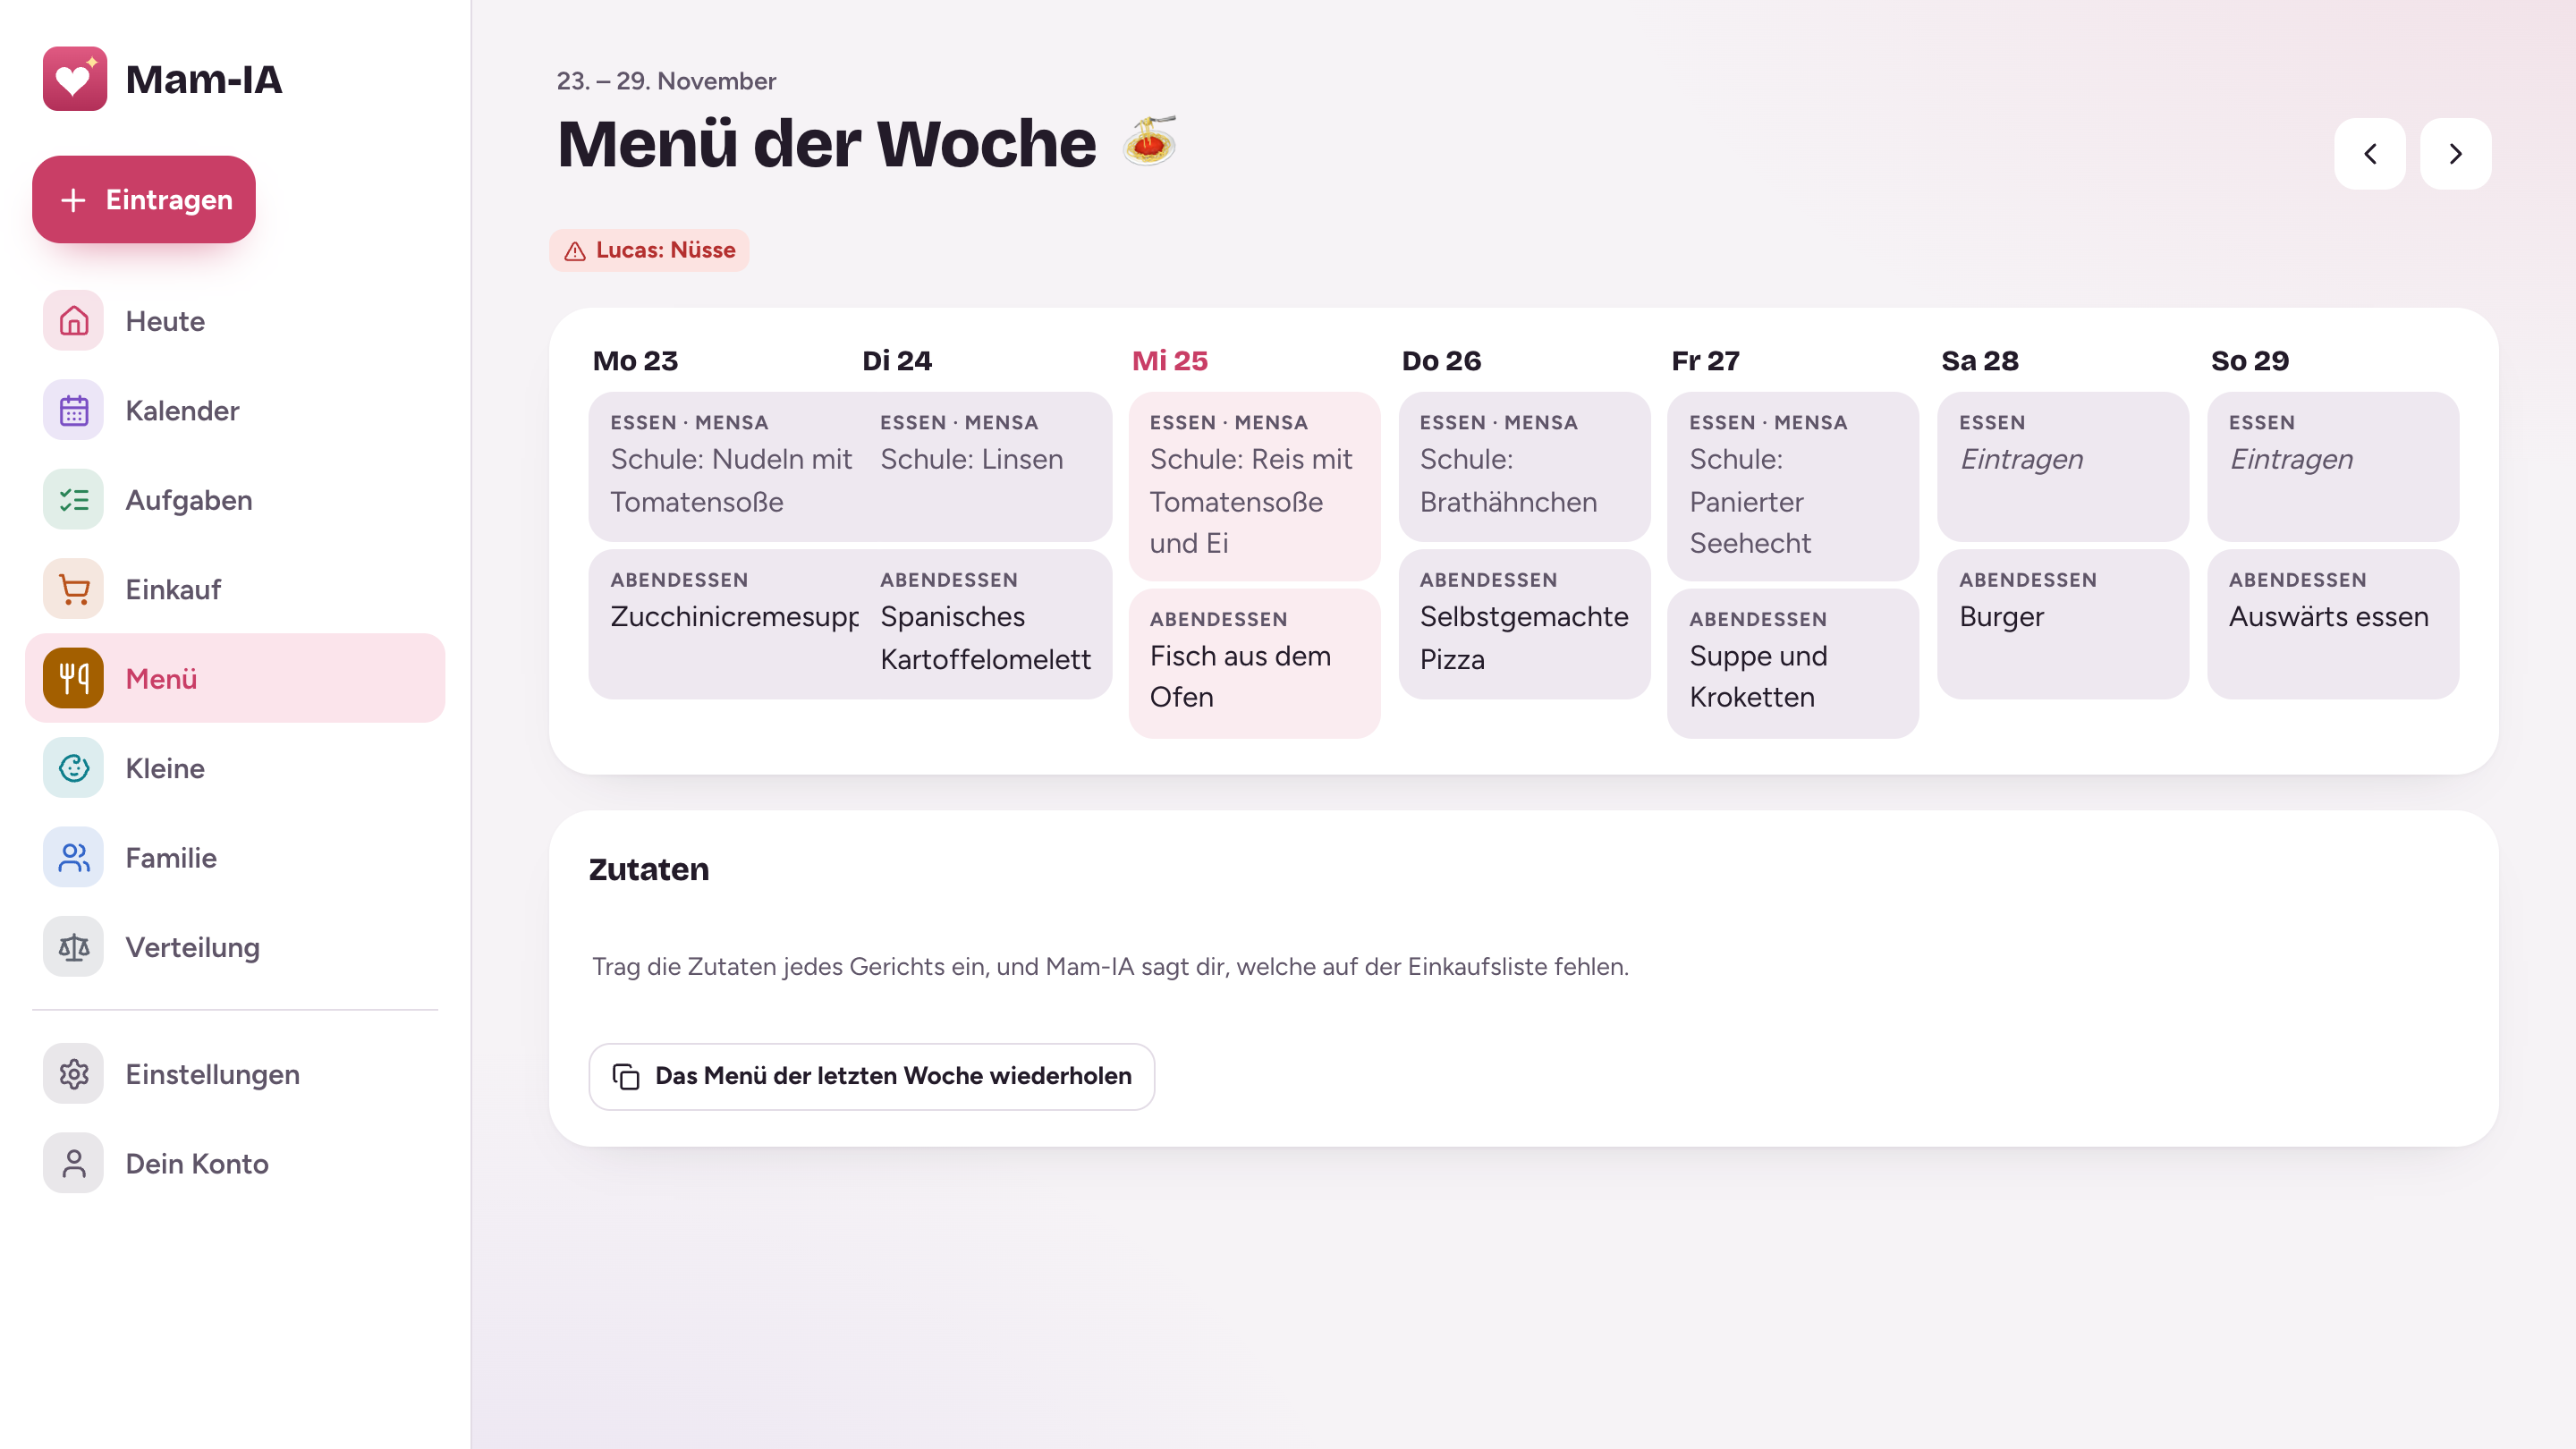 Mam-IA
Eintragen
Heute
Kalender
Aufgaben
Einkauf
Menü
Kleine
Familie
Verteilung
Einstellungen
Dein Konto
23. – 29. November
Menü der Woche
Lucas: Nüsse
Mo 23
ESSEN · MENSA
Schule: Nudeln mit
Tomatensoße
ABENDESSEN
Zucchinicremesupp
Di 24
ESSEN · MENSA
Schule: Linsen
ABENDESSEN
Spanisches
Kartoffelomelett
Mi 25
ESSEN · MENSA
Schule: Reis mit
Tomatensoße
und Ei
ABENDESSEN
Fisch aus dem
Ofen
Do 26
ESSEN · MENSA
Schule:
Brathähnchen
ABENDESSEN
Selbstgemachte
Pizza
Fr 27
ESSEN · MENSA
Schule:
Panierter
Seehecht
ABENDESSEN
Suppe und
Kroketten
Sa 28
ESSEN
Eintragen
ABENDESSEN
Burger
So 29
ESSEN
Eintragen
ABENDESSEN
Auswärts essen
Zutaten
Trag die Zutaten jedes Gerichts ein, und Mam-IA sagt dir, welche auf der Einkaufsliste fehlen.
Das Menü der letzten Woche wiederholen